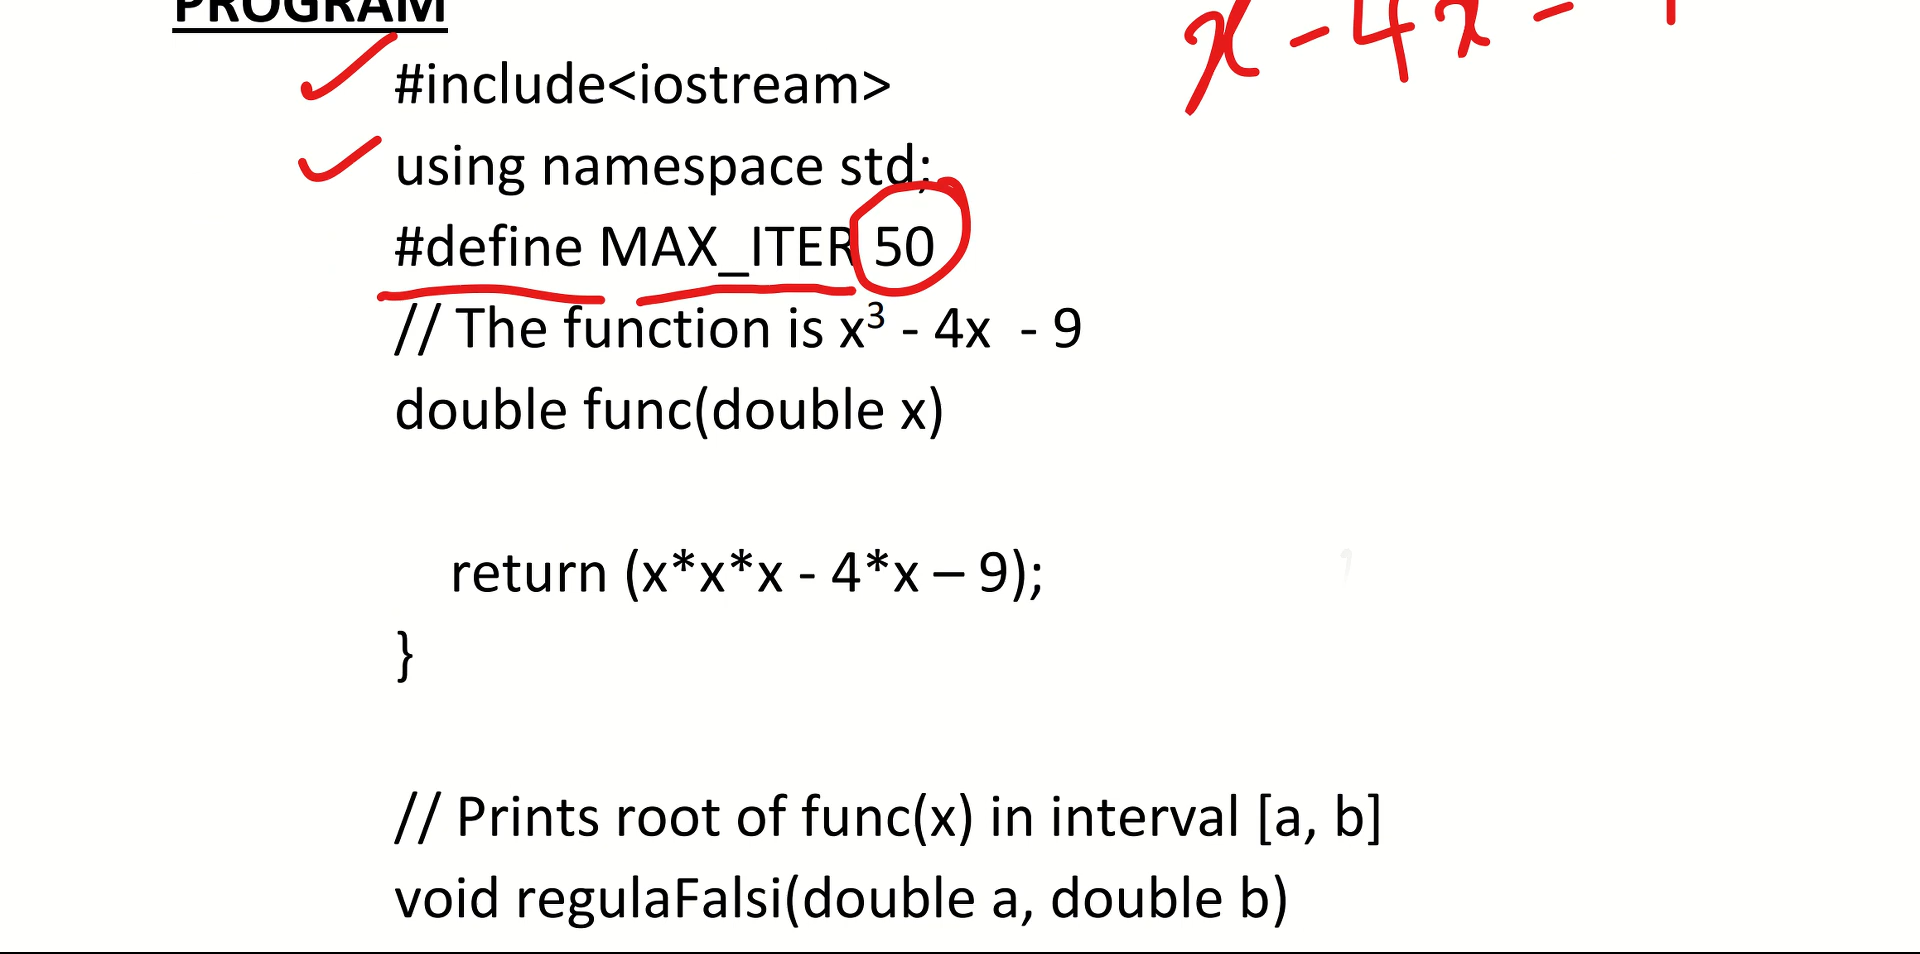 PROGRAM
x - 4x -
#include<iostream>
using namespace std;
#define MAX_ITER 50
// The function is x³ - 4x - 9
double func(double x)
return (x*x*x - 4*x – 9);
}
// Prints root of func(x) in interval [a, b]
void regulaFalsi(double a, double b)